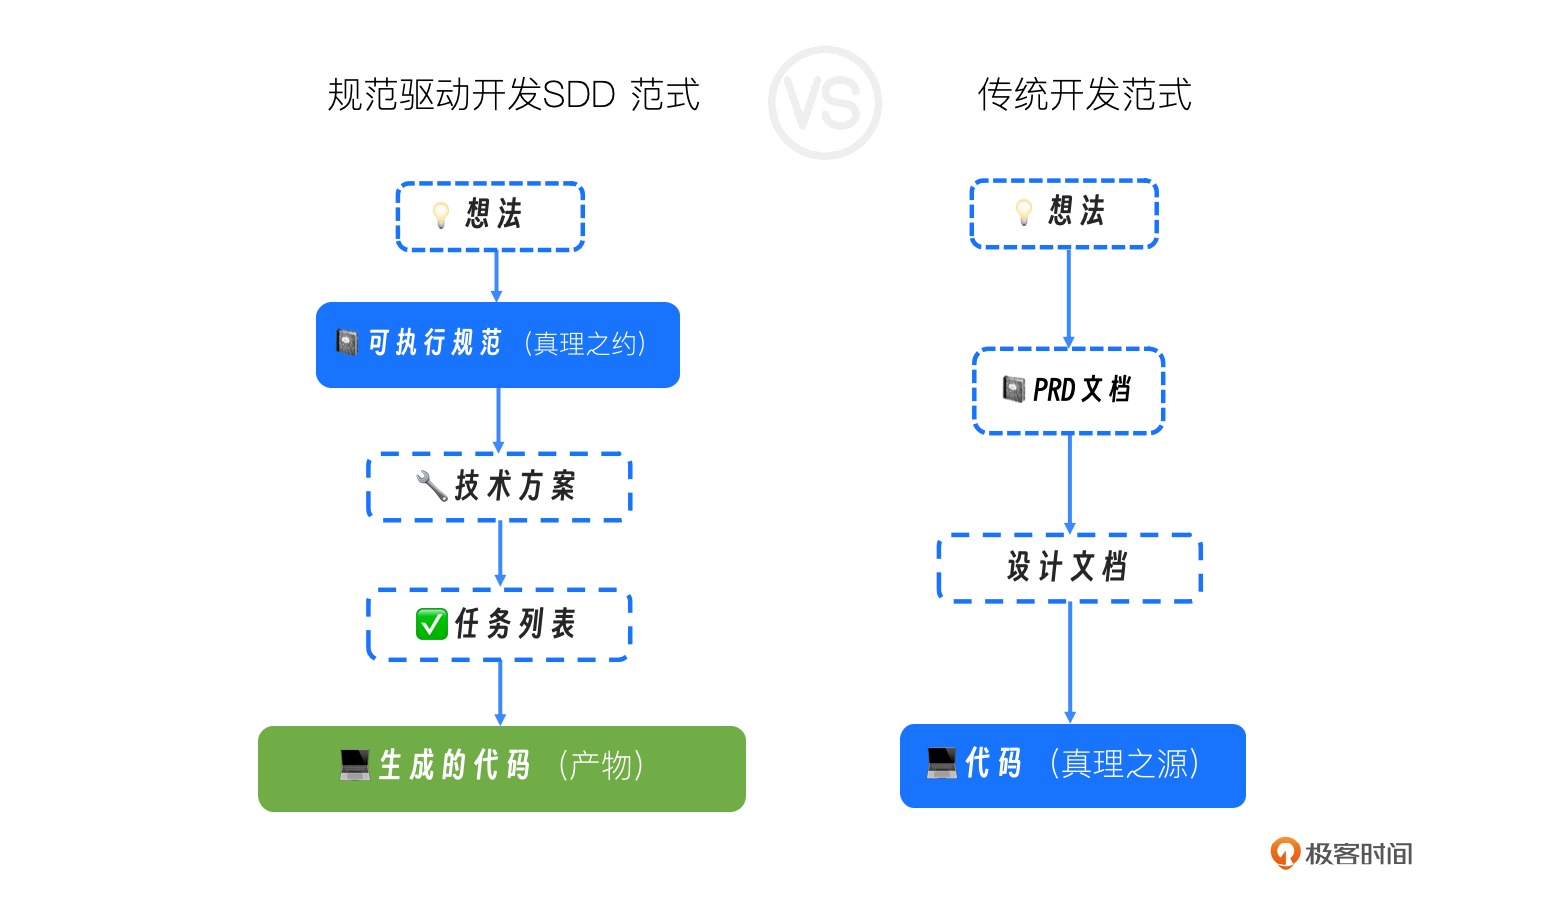 规范驱动开发SDD 范式
VS
传统开发范式
想法
可执行规范（真理之约）
技术方案
任务列表
生成的代码（产物）
想法
PRD文档
设计文档
代码（真理之源）
极客时间